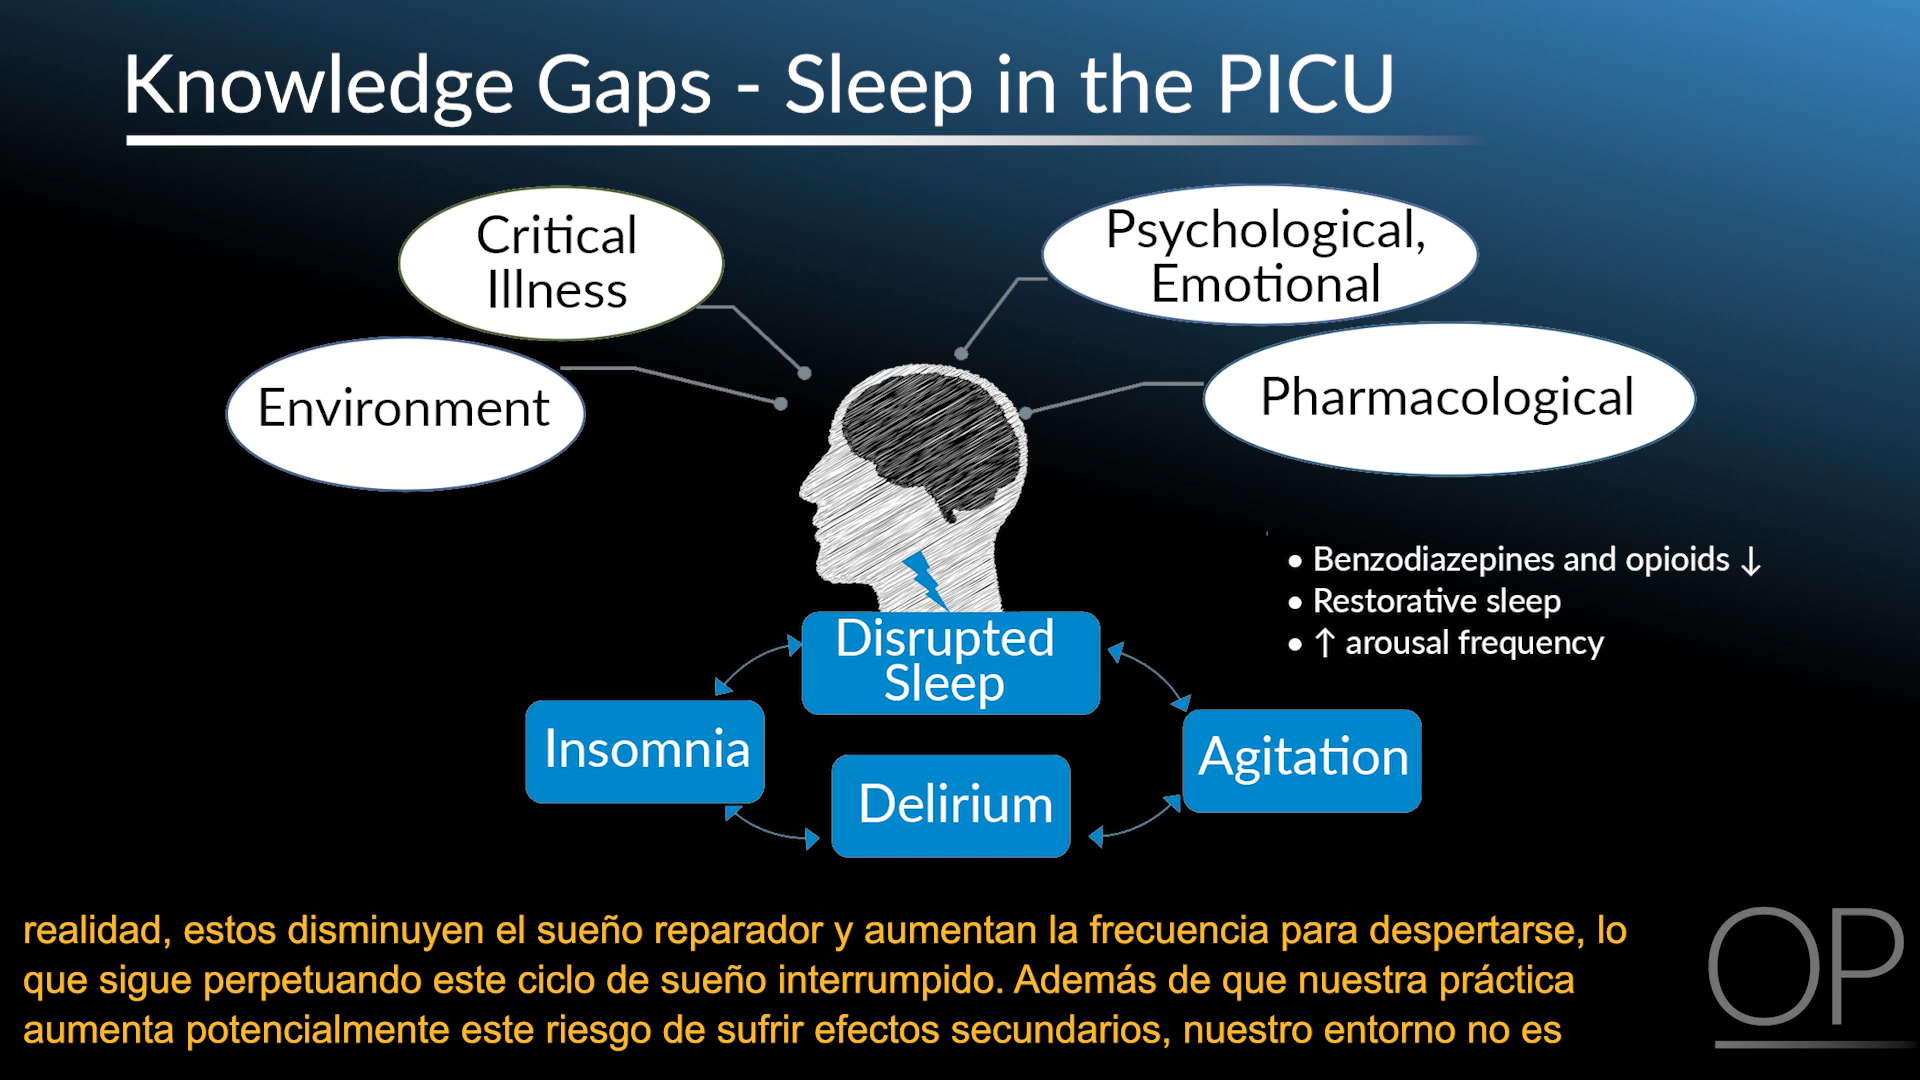 Knowledge Gaps - Sleep in the PICU
Critical
Illness
Psychological,
Emotional
Environment
Pharmacological
• Benzodiazepines and opioids ↓
• Restorative sleep
• ↑ arousal frequency
Disrupted
Sleep
Insomnia
Agitation
Delirium
realidad, estos disminuyen el sueño reparador y aumentan la frecuencia para despertarse, lo
que sigue perpetuando este ciclo de sueño interrumpido. Además de que nuestra práctica
aumenta potencialmente este riesgo de sufrir efectos secundarios, nuestro entorno no es
OP